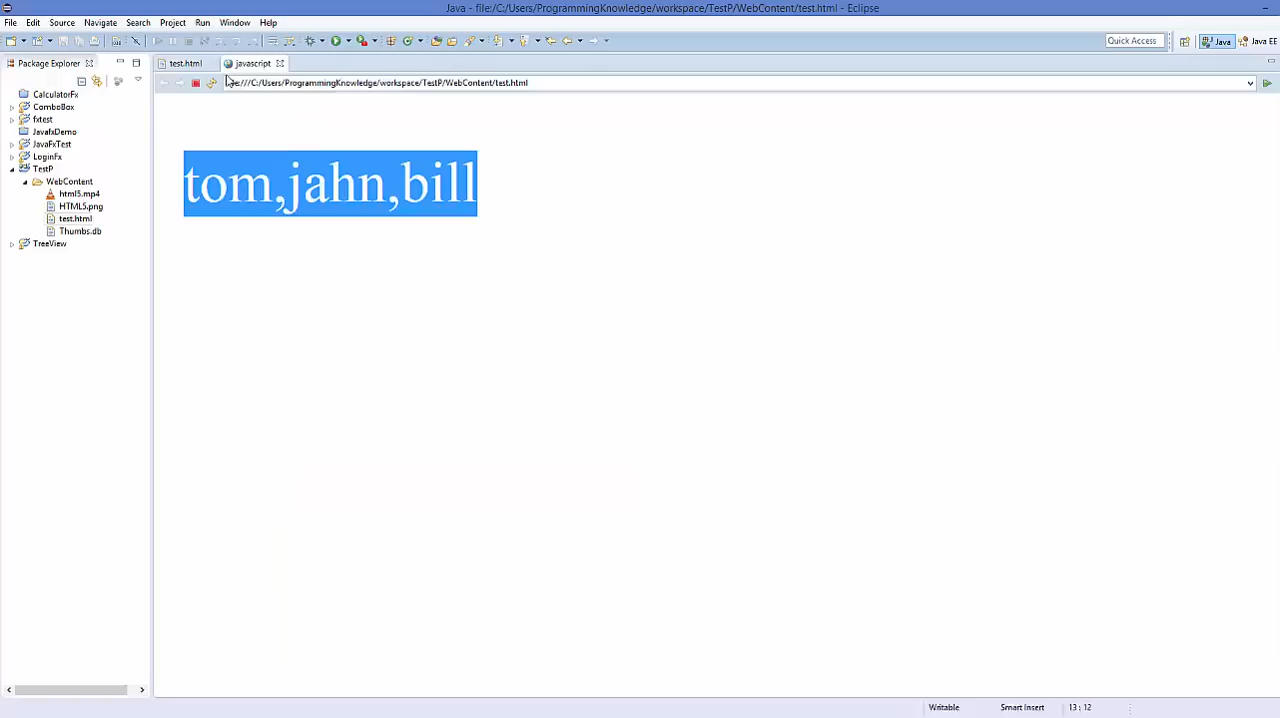 Java - file:/C:/Users/ProgrammingKnowledge/workspace/TestP/WebContent/test.html - Eclipse
File Edit Source Navigate Search Project Run Window Help
Quick Access Java Java EE
Package Explorer test.html javascript
///C:/Users/ProgrammingKnowledge/workspace/TestP/WebContent/test.html
CalculatorFx
ComboBox
fxtest
JavafxDemo
JavaFxTest
LoginFx
TestP
WebContent
html5.mp4
HTML5.png
test.html
Thumbs.db
TreeView
tom,jahn,bill
Writable Smart Insert 13 : 12